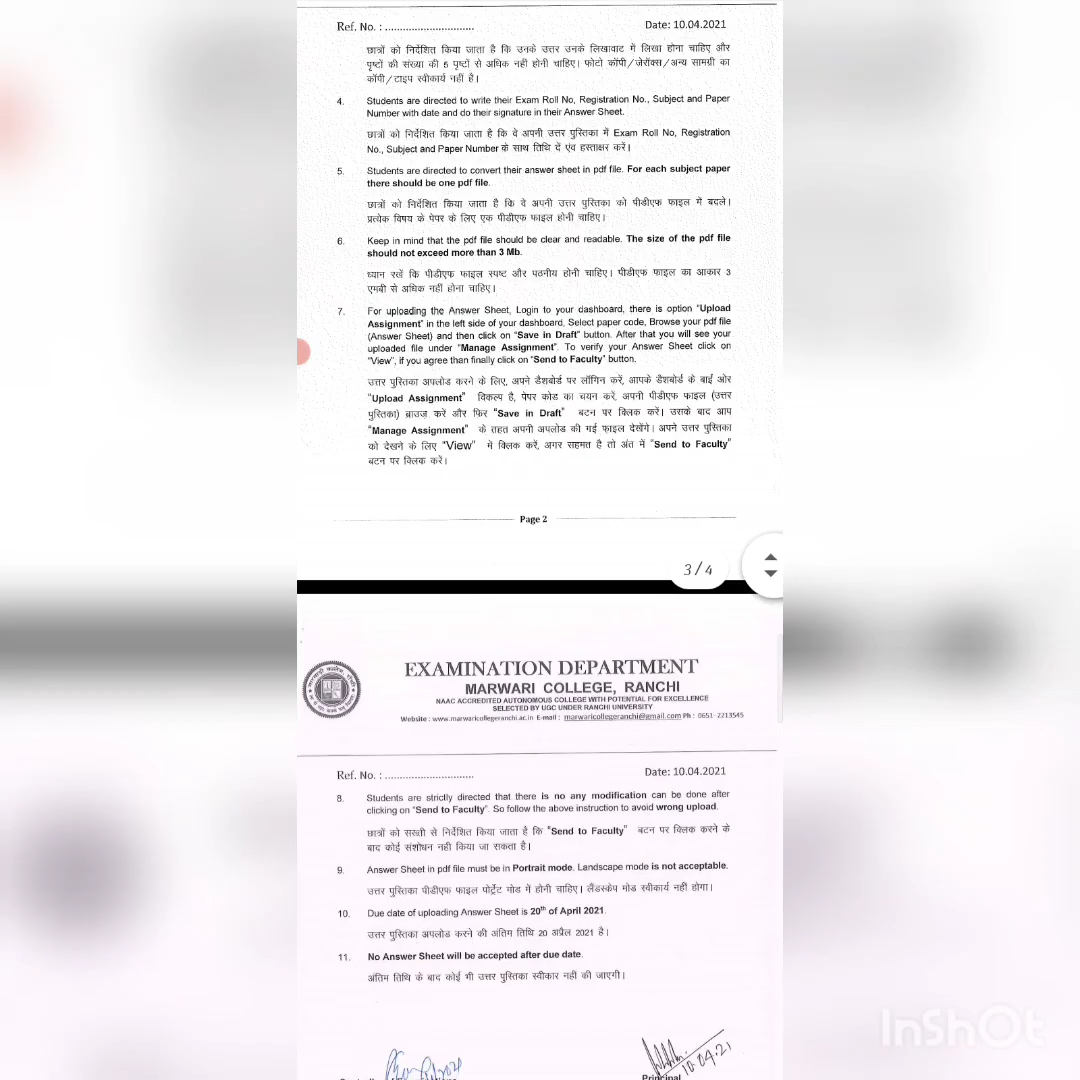 Ref. No. : ..............................
Date: 10.04.2021
छात्रों को निर्देशित किया जाता है कि उनके उत्तर उनके लिखावाट में लिखा होना चाहिए और
पृष्टों की संख्या की 5 पृष्टों से अधिक नही होनी चाहिए। फोटो कॉपी/जेरॉक्स/अन्य सामग्री का
कॉपी/टाइप स्वीकार्य नहीं है।
4. Students are directed to write their Exam Roll No, Registration No., Subject and Paper
Number with date and do their signature in their Answer Sheet.
छात्रों को निर्देशित किया जाता है कि वे अपनी उत्तर पुस्तिका में Exam Roll No, Registration
No., Subject and Paper Number के साथ तिथि दें एंव हस्ताक्षर करें।
5. Students are directed to convert their answer sheet in pdf file. For each subject paper
there should be one pdf file.
छात्रों को निर्देशित किया जाता है कि वे अपनी उत्तर पुस्तिका को पीडीएफ फाइल में बदले।
प्रत्येक विषय के पेपर के लिए एक पीडीएफ फाइल होनी चाहिए।
6. Keep in mind that the pdf file should be clear and readable. The size of the pdf file
should not exceed more than 3 Mb.
ध्यान रखें कि पीडीएफ फाइल स्पष्ट और पठनीय होनी चाहिए। पीडीएफ फाइल का आकार 3
एमबी से अधिक नहीं होना चाहिए।
7. For uploading the Answer Sheet, Login to your dashboard, there is option "Upload
Assignment" in the left side of your dashboard, Select paper code, Browse your pdf file
(Answer Sheet) and then click on "Save in Draft" button. After that you will see your
uploaded file under "Manage Assignment". To verify your Answer Sheet click on
"View", if you agree than finally click on "Send to Faculty" button.
उत्तर पुस्तिका अपलोड करने के लिए, अपने डैशबोर्ड पर लॉगिन करें, आपके डैशबोर्ड के बाईं ओर
"Upload Assignment" विकल्प है, पेपर कोड का चयन करें, अपनी पीडीएफ फाइल (उत्तर
पुस्तिका) ब्राउज़ करें और फिर "Save in Draft" बटन पर क्लिक करें। उसके बाद आप
"Manage Assignment" के तहत अपनी अपलोड की गई फाइल देखेंगे। अपने उत्तर पुस्तिका
को देखने के लिए "View" में क्लिक करें, अगर सहमत है तो अंत में "Send to Faculty"
बटन पर क्लिक करें।
Page 2
3/4
EXAMINATION DEPARTMENT
MARWARI COLLEGE, RANCHI
NAAC ACCREDITED AUTONOMOUS COLLEGE WITH POTENTIAL FOR EXCELLENCE
SELECTED BY UGC UNDER RANCHI UNIVERSITY
Website : www.marwaricollegeranchi.ac.in E-mail : marwaricollegeranchi@gmail.com Ph : 0651-2213545
Ref. No. : ..............................
Date: 10.04.2021
8. Students are strictly directed that there is no any modification can be done after
clicking on "Send to Faculty". So follow the above instruction to avoid wrong upload.
छात्रों को सख्ती से निर्देशित किया जाता है कि "Send to Faculty" बटन पर क्लिक करने के
बाद कोई संशोधन नही किया जा सकता है।
9. Answer Sheet in pdf file must be in Portrait mode. Landscape mode is not acceptable.
उत्तर पुस्तिका पीडीएफ फाइल पोर्ट्रेट मोड में होनी चाहिए। लैंडस्केप मोड स्वीकार्य नहीं होगा।
10. Due date of uploading Answer Sheet is 20th of April 2021.
उत्तर पुस्तिका अपलोड करने की अंतिम तिथि 20 अप्रैल 2021 है।
11. No Answer Sheet will be accepted after due date.
अंतिम तिथि के बाद कोई भी उत्तर पुस्तिका स्वीकार नही की जाएगी।
10.04.21
Principal
InShOt